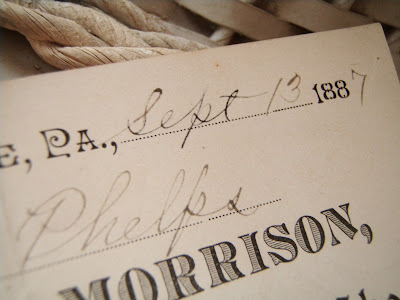 E, PA., Sept 13 1887
Phelps
MORRISON,